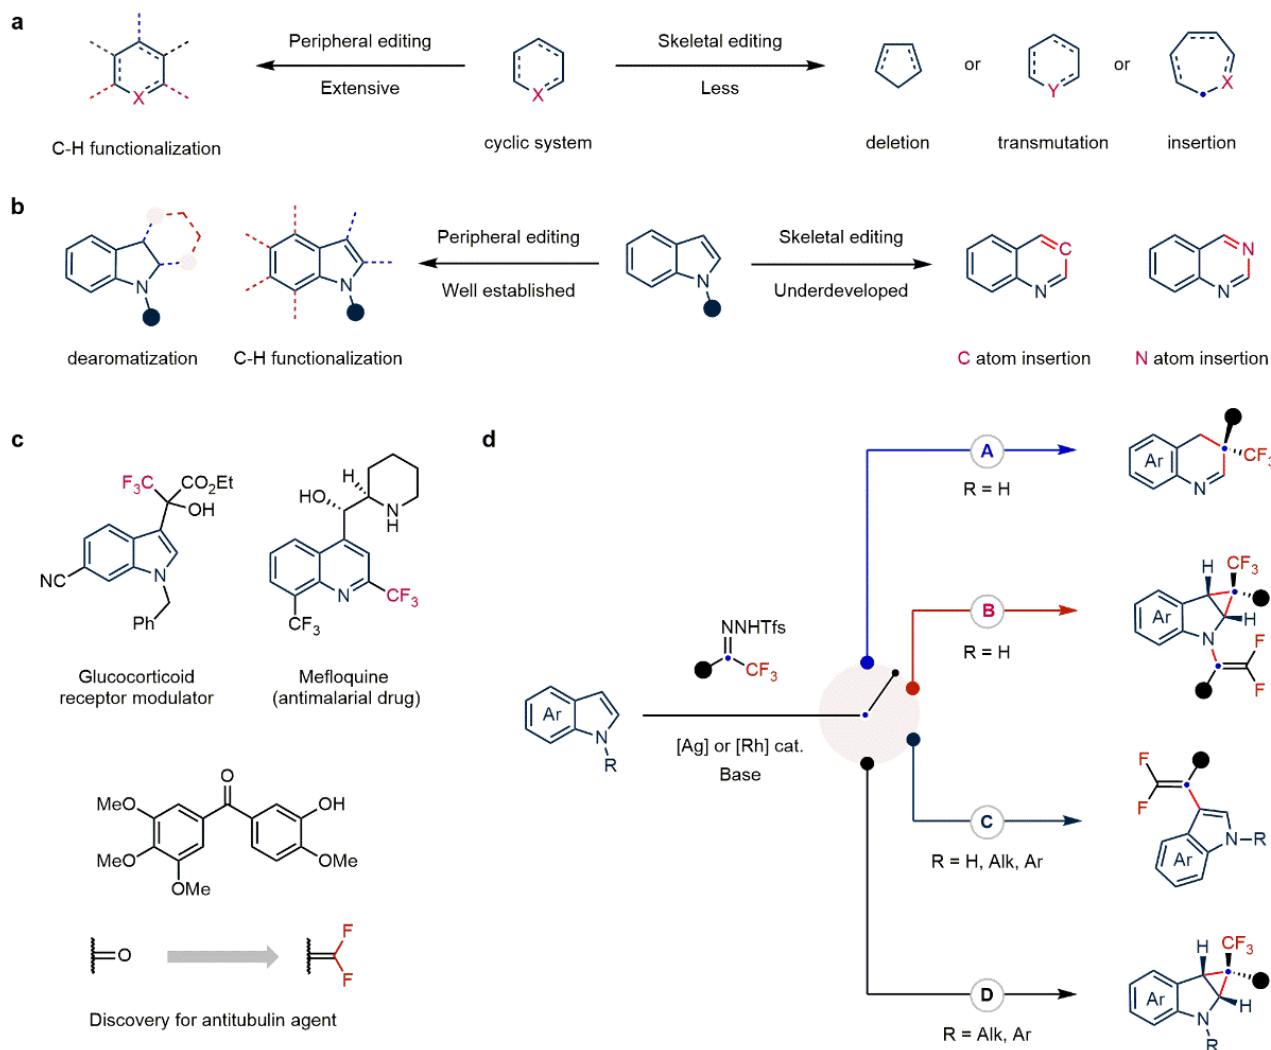 a
Peripheral editing
Extensive
Skeletal editing
Less
X
X
or
Y
or
X
C-H functionalization
cyclic system
deletion
transmutation
insertion
b
Peripheral editing
Well established
Skeletal editing
Underdeveloped
N
N
N
C
N
N
N
dearomatization
C-H functionalization
C atom insertion
N atom insertion
c
F3C
CO2Et
OH
NC
N
Ph
Glucocorticoid
receptor modulator
H
HO
N
H
N
CF3
CF3
Mefloquine
(antimalarial drug)
O
MeO
MeO
OMe
OH
OMe
O
F
F
Discovery for antitubulin agent
d
Ar
N
R
NNHTfs
CF3
[Ag] or [Rh] cat.
Base
A
R = H
Ar
N
CF3
B
R = H
H
CF3
Ar
H
N
F
F
C
R = H, Alk, Ar
F
F
N-R
Ar
D
R = Alk, Ar
H
CF3
Ar
N
H
R